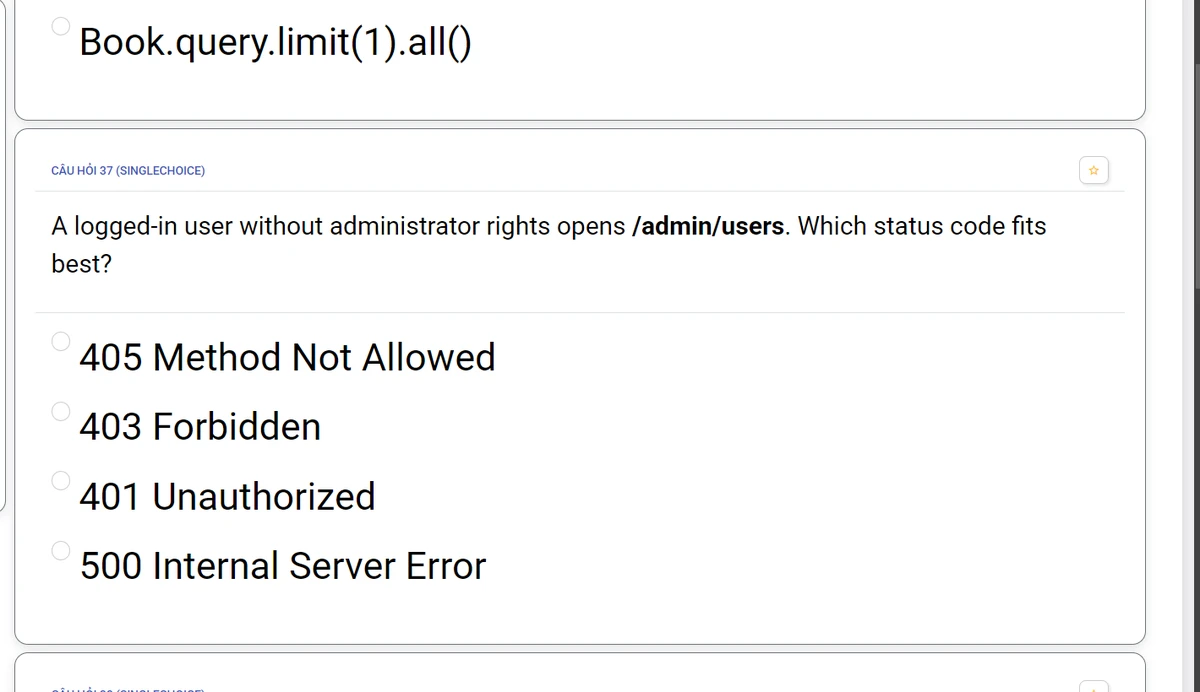 Book.query.limit(1).all()
CÂU HỎI 37 (SINGLECHOICE)
A logged-in user without administrator rights opens /admin/users. Which status code fits
best?
405 Method Not Allowed
403 Forbidden
401 Unauthorized
500 Internal Server Error